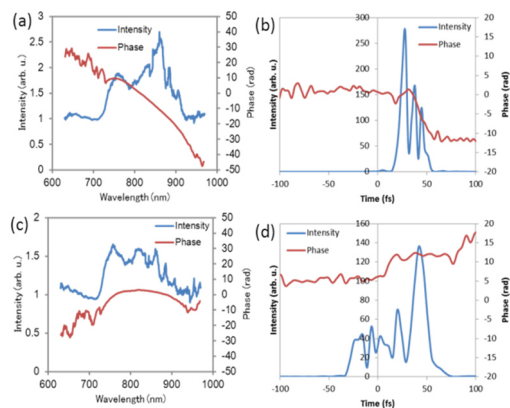 (a)
Intensity (arb. u.)
3
2.5
2
1.5
1
0.5
0
Intensity
Phase
50
40
30
20
10
0
-10
-20
-30
-40
-50
Phase (rad)
600 700 800 900 1000
Wavelength (nm)
(b)
Intensity (arb. u.)
300
250
200
150
100
50
0
Intensity
Phase
20
15
10
5
0
-5
-10
-15
-20
Phase (rad)
-100 -50 0 50 100
Time (fs)
(c)
Intensity (arb. u.)
2
1.5
1
0.5
0
Intensity
Phase
50
40
30
20
10
0
-10
-20
-30
-40
-50
Phase (rad)
600 700 800 900 1000
Wavelength (nm)
(d)
Intensity (arb. u.)
160
140
120
100
80
60
40
20
0
Intensity
Phase
20
15
10
5
0
-5
-10
-15
-20
Phase (rad)
-100 -50 0 50 100
Time (fs)